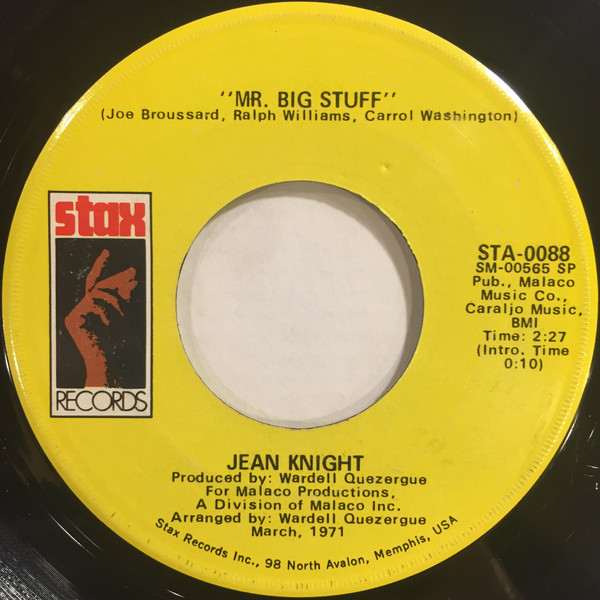 "MR. BIG STUFF"
(Joe Broussard, Ralph Williams, Carrol Washington)
stax
RECORDS
STA-0088
SM-00565 SP
Pub., Malaco
Music Co.,
Caraljo Music,
BMI
Time: 2:27
(Intro. Time
0:10)
JEAN KNIGHT
Produced by: Wardell Quezergue
For Malaco Productions,
A Division of Malaco Inc.
Arranged by: Wardell Quezergue
March, 1971
Stax Records Inc., 98 North Avalon, Memphis, USA